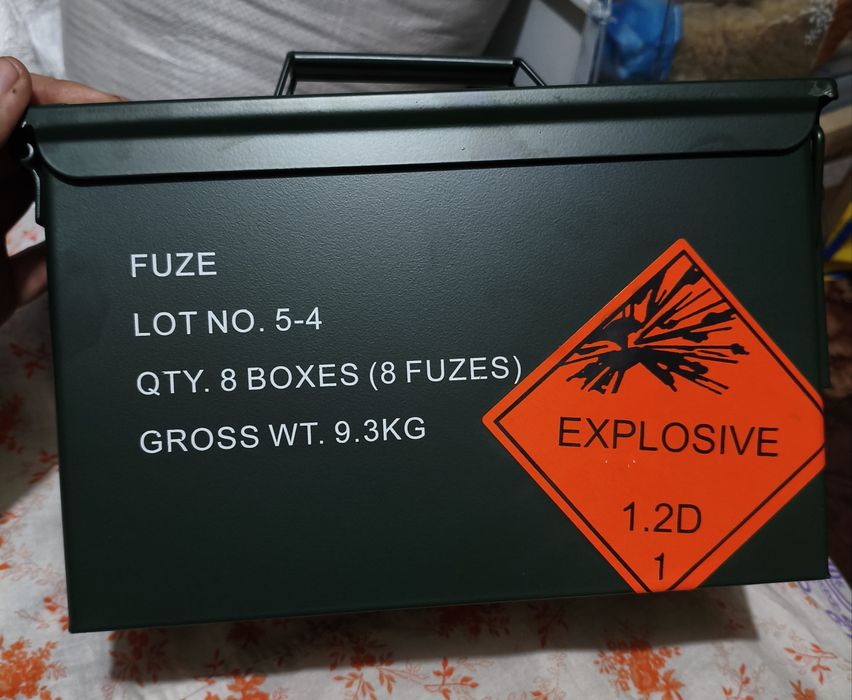 FUZE
LOT NO. 5-4
QTY. 8 BOXES (8 FUZES)
GROSS WT. 9.3KG
EXPLOSIVE
1.2D
1